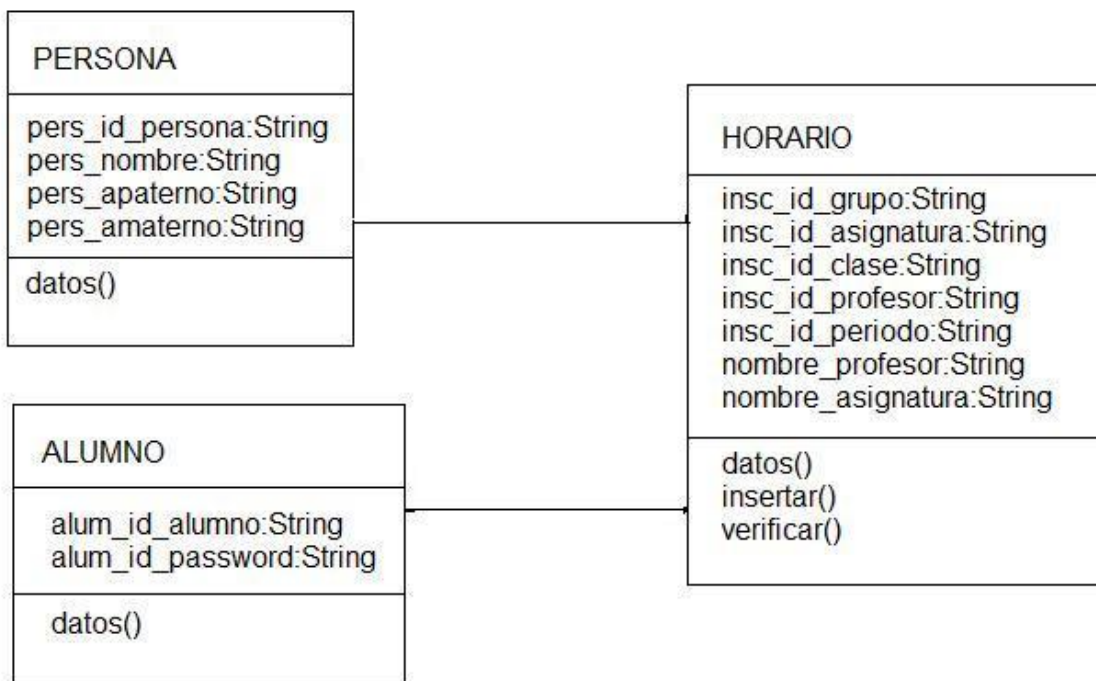 PERSONA
pers_id_persona:String
pers_nombre:String
pers_apaterno:String
pers_amaterno:String
datos()
HORARIO
insc_id_grupo:String
insc_id_asignatura:String
insc_id_clase:String
insc_id_profesor:String
insc_id_periodo:String
nombre_profesor:String
nombre_asignatura:String
datos()
insertar()
verificar()
ALUMNO
alum_id_alumno:String
alum_id_password:String
datos()